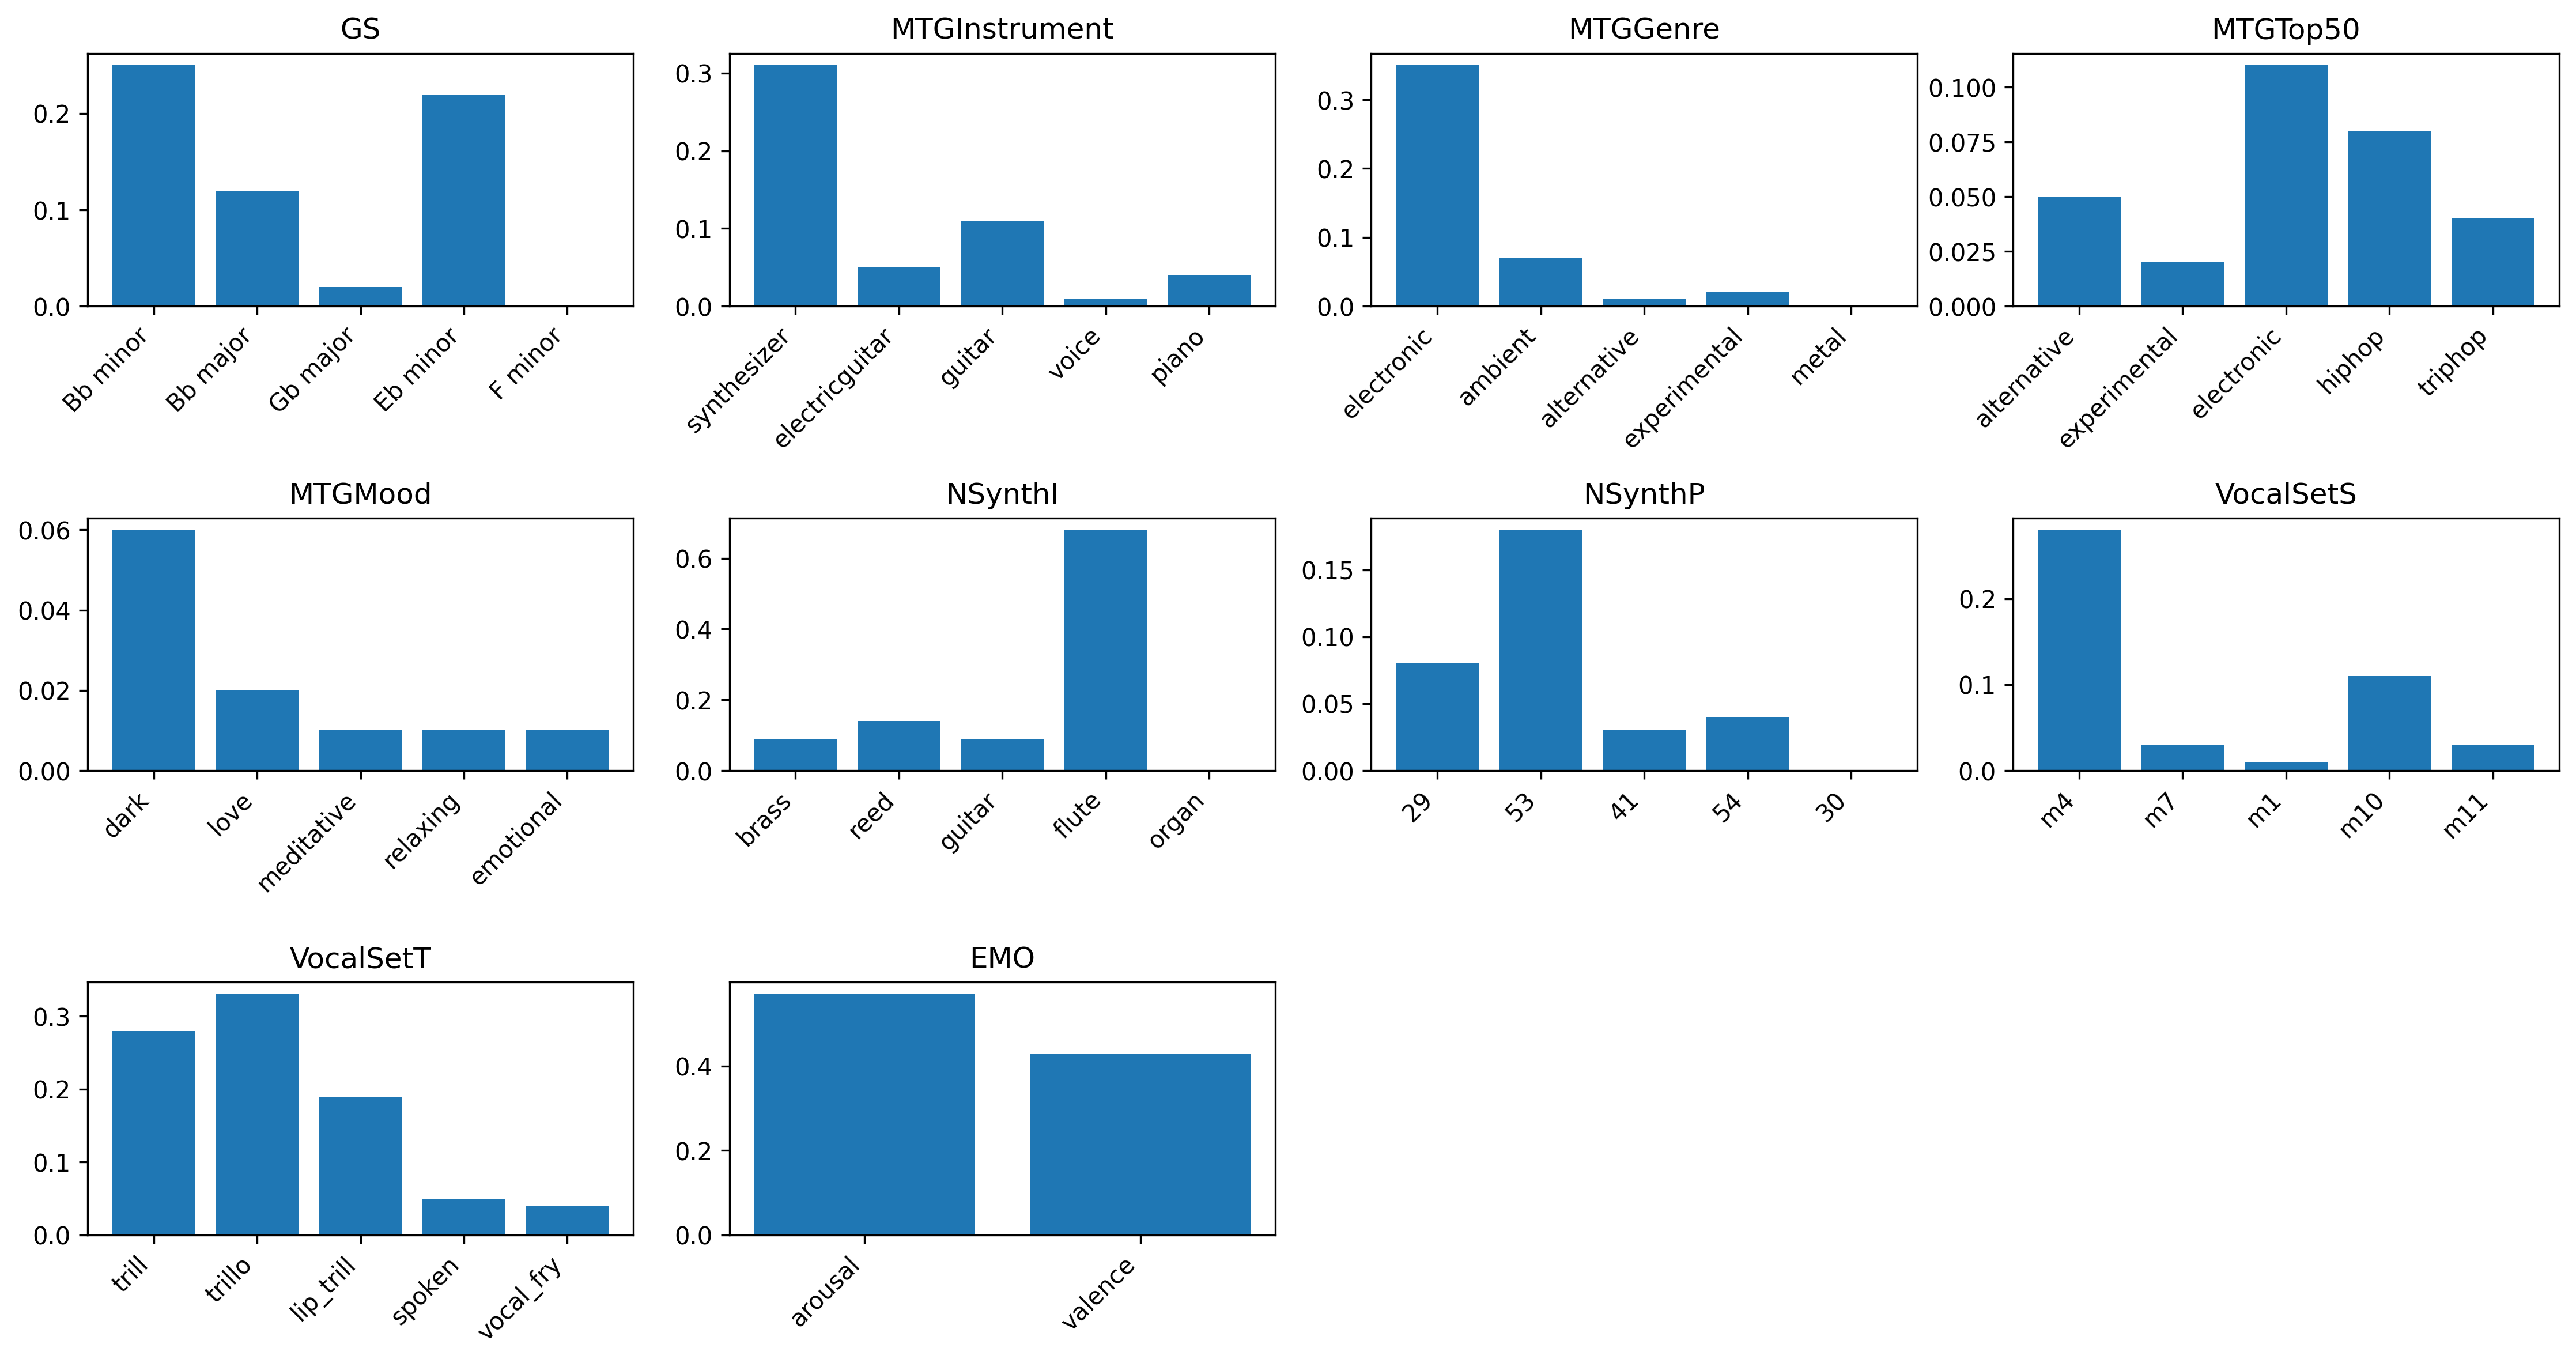 GS
0.2
0.1
0.0
Bb minor
Bb major
Gb major
Eb minor
F minor
MTGInstrument
0.3
0.2
0.1
0.0
synthesizer
electricguitar
guitar
voice
piano
MTGGenre
0.3
0.2
0.1
0.0
electronic
ambient
alternative
experimental
metal
MTGTop50
0.100
0.075
0.050
0.025
0.000
alternative
experimental
electronic
hiphop
triphop
MTGMood
0.06
0.04
0.02
0.00
dark
love
meditative
relaxing
emotional
NSynthI
0.6
0.4
0.2
0.0
brass
reed
guitar
flute
organ
NSynthP
0.15
0.10
0.05
0.00
29
53
41
54
30
VocalSetS
0.2
0.1
0.0
m4
m7
m1
m10
m11
VocalSetT
0.3
0.2
0.1
0.0
trill
trillo
lip_trill
spoken
vocal_fry
EMO
0.4
0.2
0.0
arousal
valence